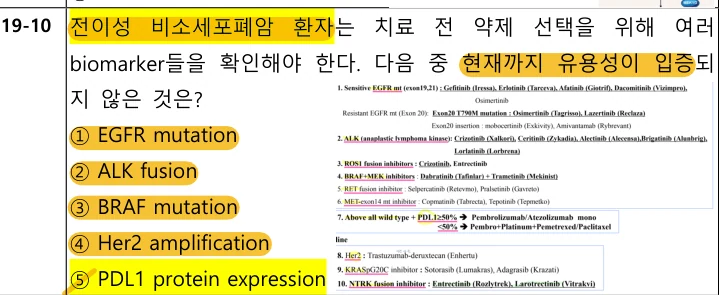 19-10
전이성 비소세포폐암 환자는 치료 전 약제 선택을 위해 여러
biomarker들을 확인해야 한다. 다음 중 현재까지 유용성이 입증되
지 않은 것은?
① EGFR mutation
② ALK fusion
③ BRAF mutation
④ Her2 amplification
⑤ PDL1 protein expression
1. Sensitive EGFR mt (exon19,21) : Gefitinib (Iressa), Erlotinib (Tarceva), Afatinib (Giotrif), Dacomitinib (Vizimpro),
Osimertinib
Resistant EGFR mt (Exon 20): Exon20 T790M mutation : Osimertinib (Tagrisso), Lazertinib (Reclaza)
Exon20 insertion : mobocertinib (Exkivity), Amivantamab (Rybrevant)
2. ALK (anaplastic lymphoma kinase): Crizotinib (Xalkori), Ceritinib (Zykadia), Alectinib (Alecensa),Brigatinib (Alunbrig),
Lorlatinib (Lorbrena)
3. ROS1 fusion inhibitors : Crizotinib, Entrectinib
4. BRAF+MEK inhibitors : Dabratinib (Tafinlar) + Trametinib (Mekinist)
5. RET fusion inhibitor : Selpercatinib (Retevmo), Pralsetinib (Gavreto)
6. MET-exon14 mt inhibitor : Copmatinib (Tabrecta), Tepotinib (Tepmetko)
7. Above all wild type + PDL1≥50% → Pembrolizumab/Atezolizumab mono
<50% → Pembro+Platinum+Pemetrexed/Paclitaxel
line
8. Her2 : Trastuzumab-deruxtecan (Enhertu)
9. KRASpG20C inhibitor : Sotorasib (Lumakras), Adagrasib (Krazati)
10. NTRK fusion inhibitor : Entrectinib (Rozlytrek), Larotrectinib (Vitrakvi)